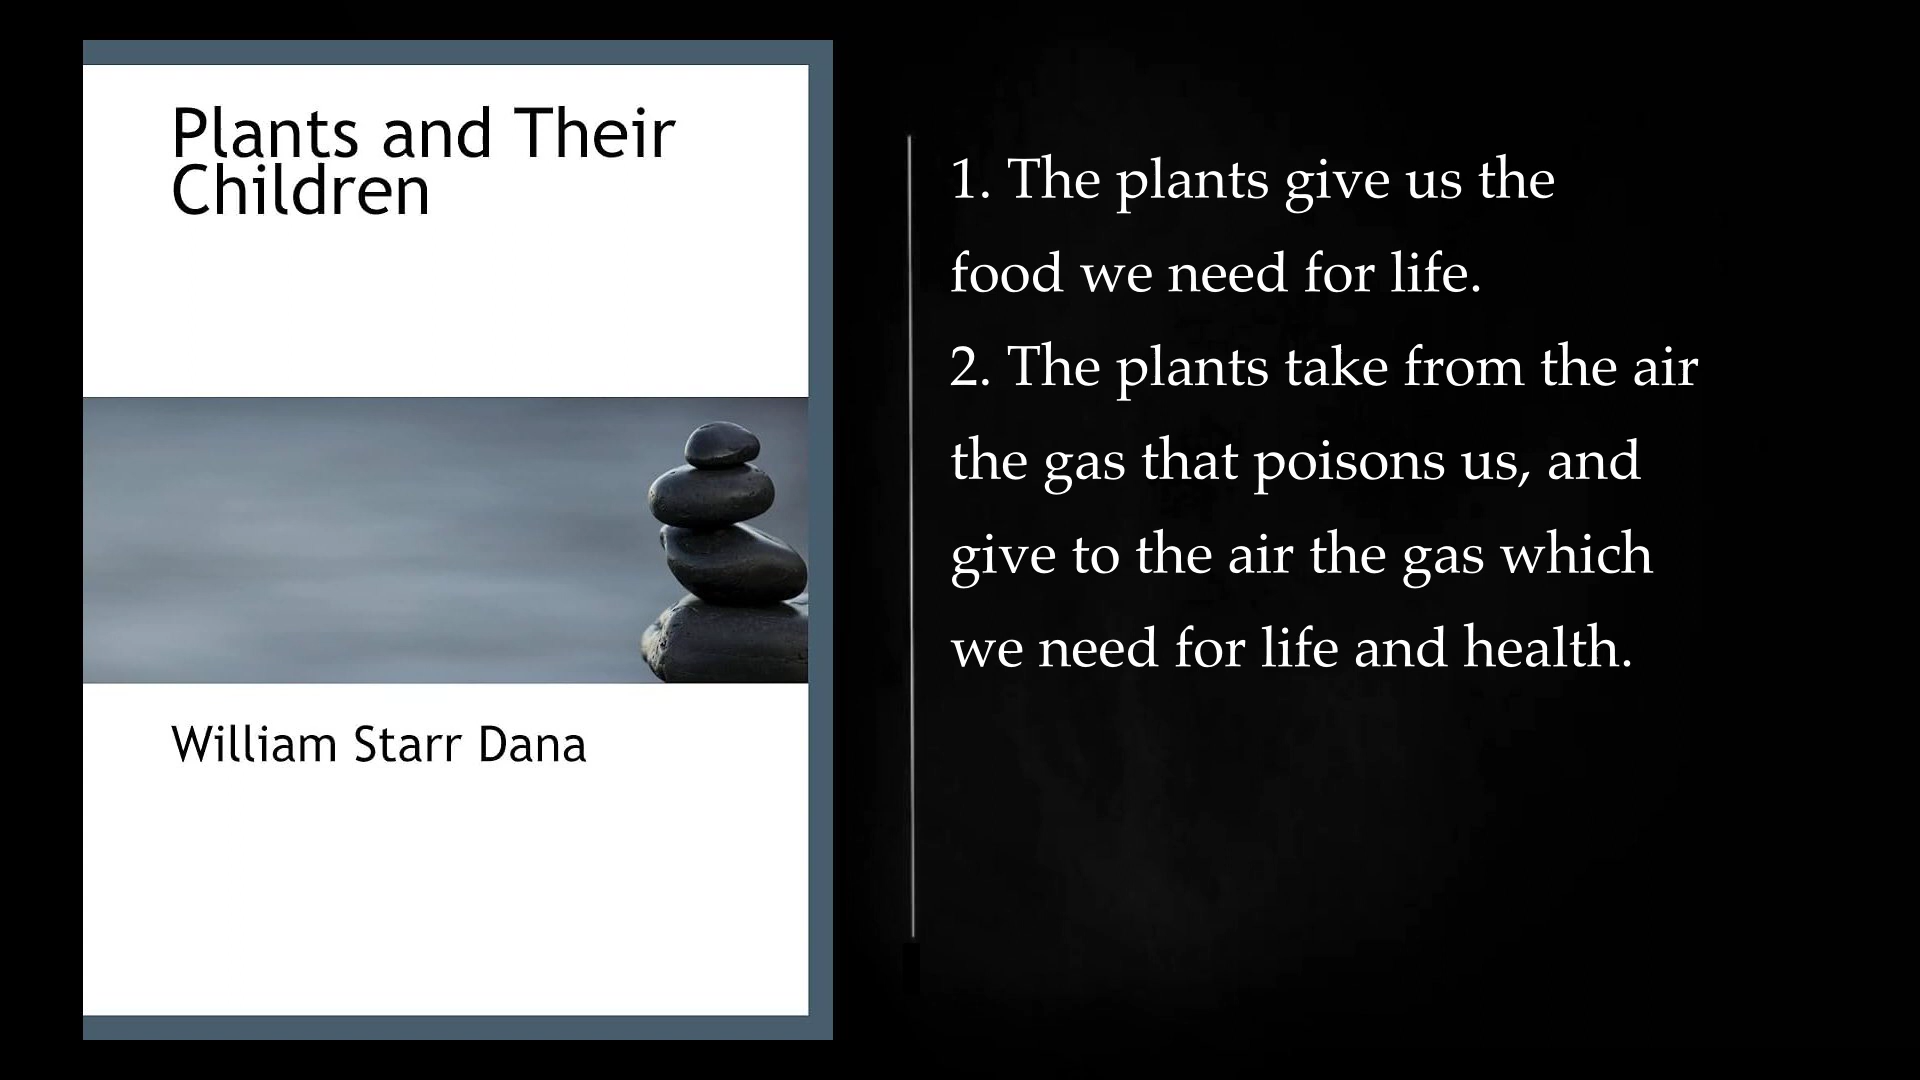 Plants and Their
Children
William Starr Dana
1. The plants give us the
food we need for life.
2. The plants take from the air
the gas that poisons us, and
give to the air the gas which
we need for life and health.